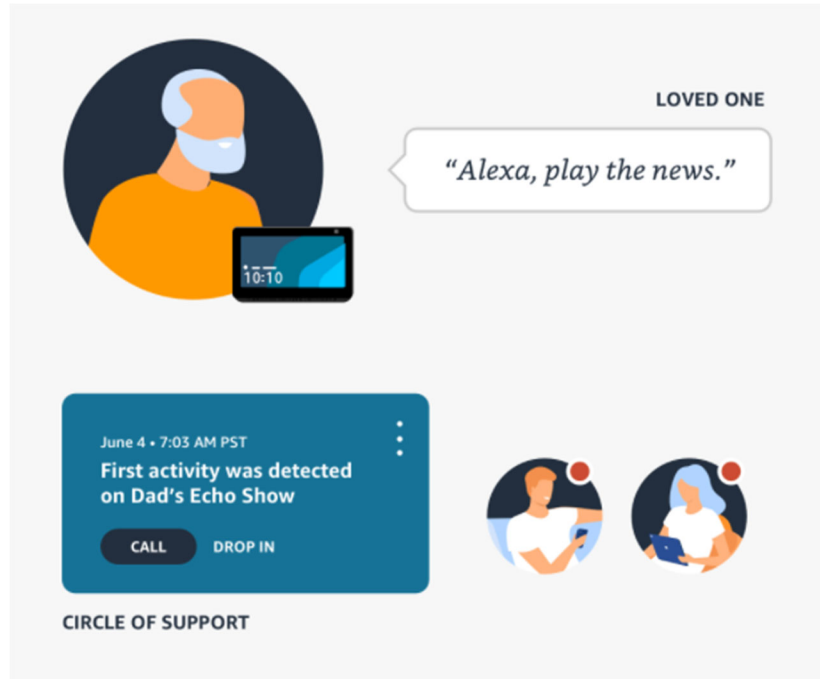 LOVED ONE
“Alexa, play the news.”
10:10
June 4 • 7:03 AM PST
First activity was detected
on Dad’s Echo Show
CALL DROP IN
CIRCLE OF SUPPORT